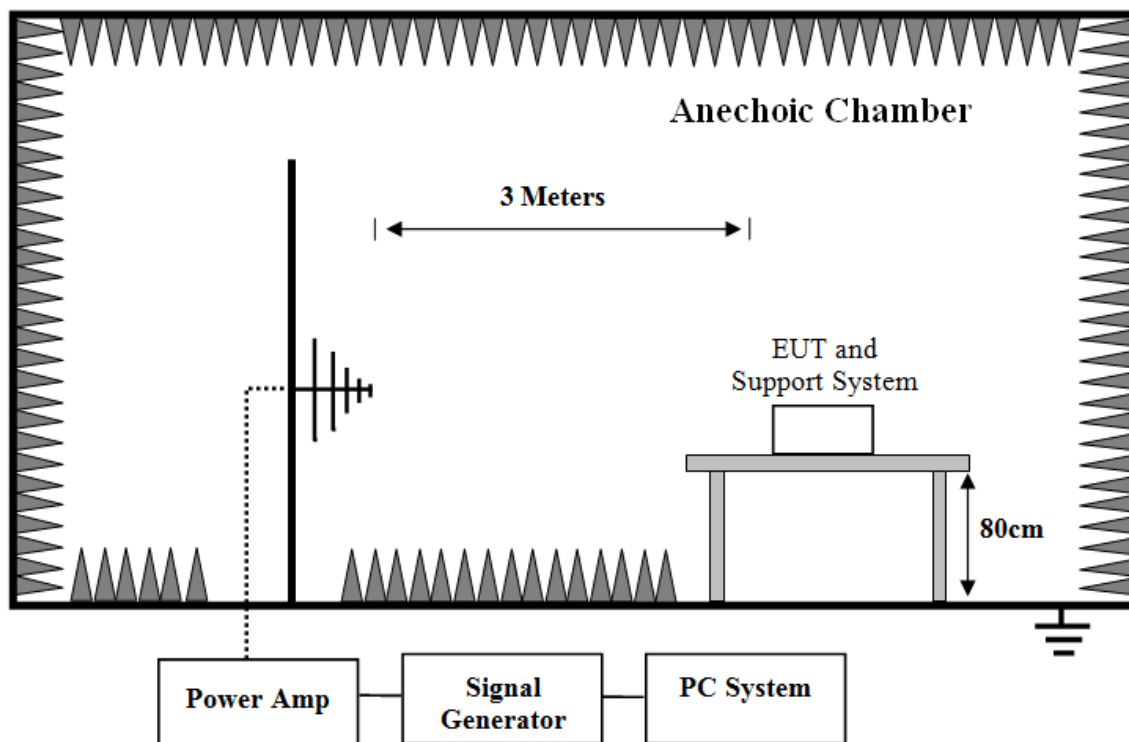 Anechoic Chamber
3 Meters
EUT and
Support System
80cm
Power Amp
Signal
Generator
PC System